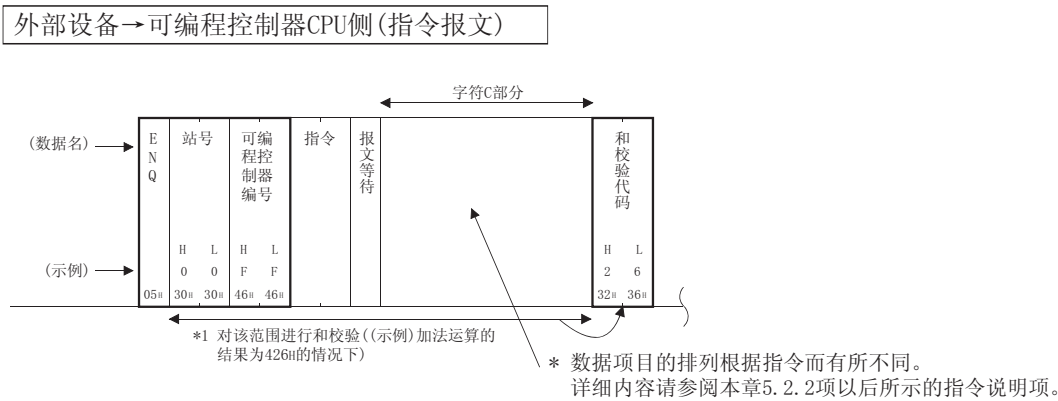 外部设备→可编程控制器CPU侧(指令报文)
字符C部分
(数据名)
ENQ
站号
可编程控制器编号
指令
报文等待
和校验代码
H L H L H L
(示例) 0 0 F F 2 6
05H 30H 30H 46H 46H 32H 36H
*1 对该范围进行和校验((示例)加法运算的
结果为426H的情况下)
* 数据项目的排列根据指令而有所不同。
详细内容请参阅本章5.2.2项以后所示的指令说明项。